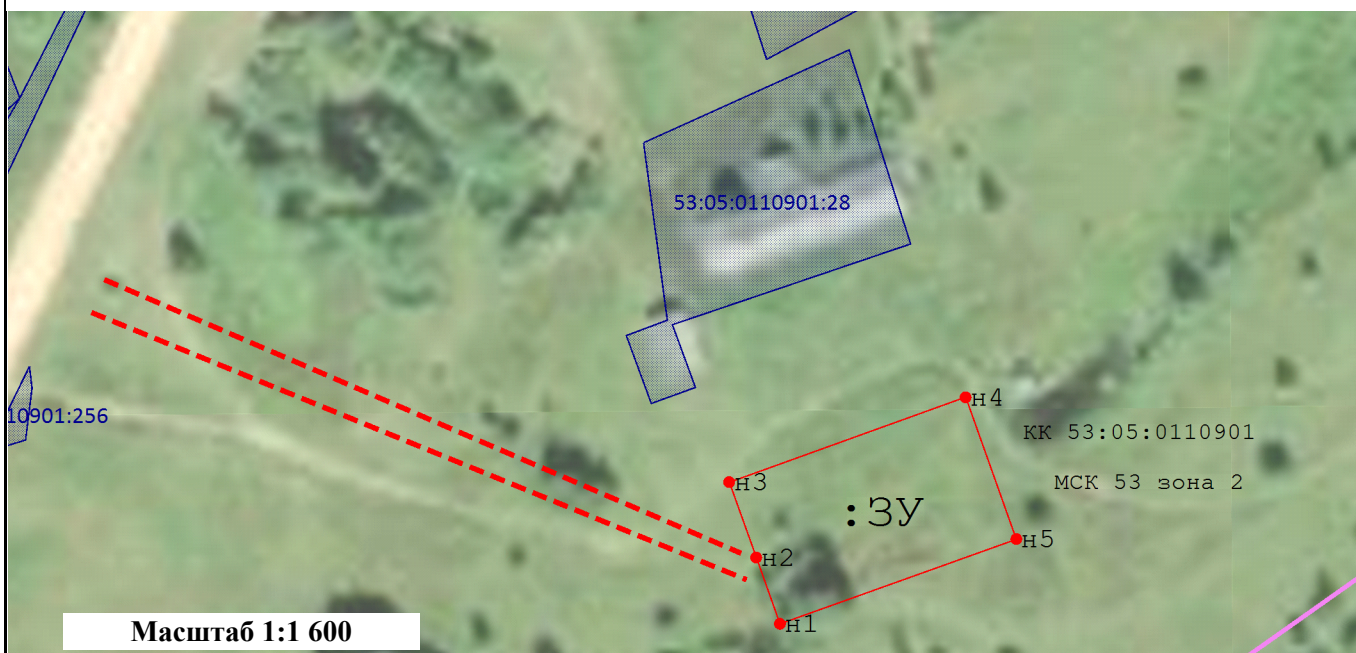 53:05:0110901:28
н4
10901:256
КК 53:05:0110901
н3
МСК 53 зона 2
:ЗУ
н5
н2
н1
Масштаб 1:1 600